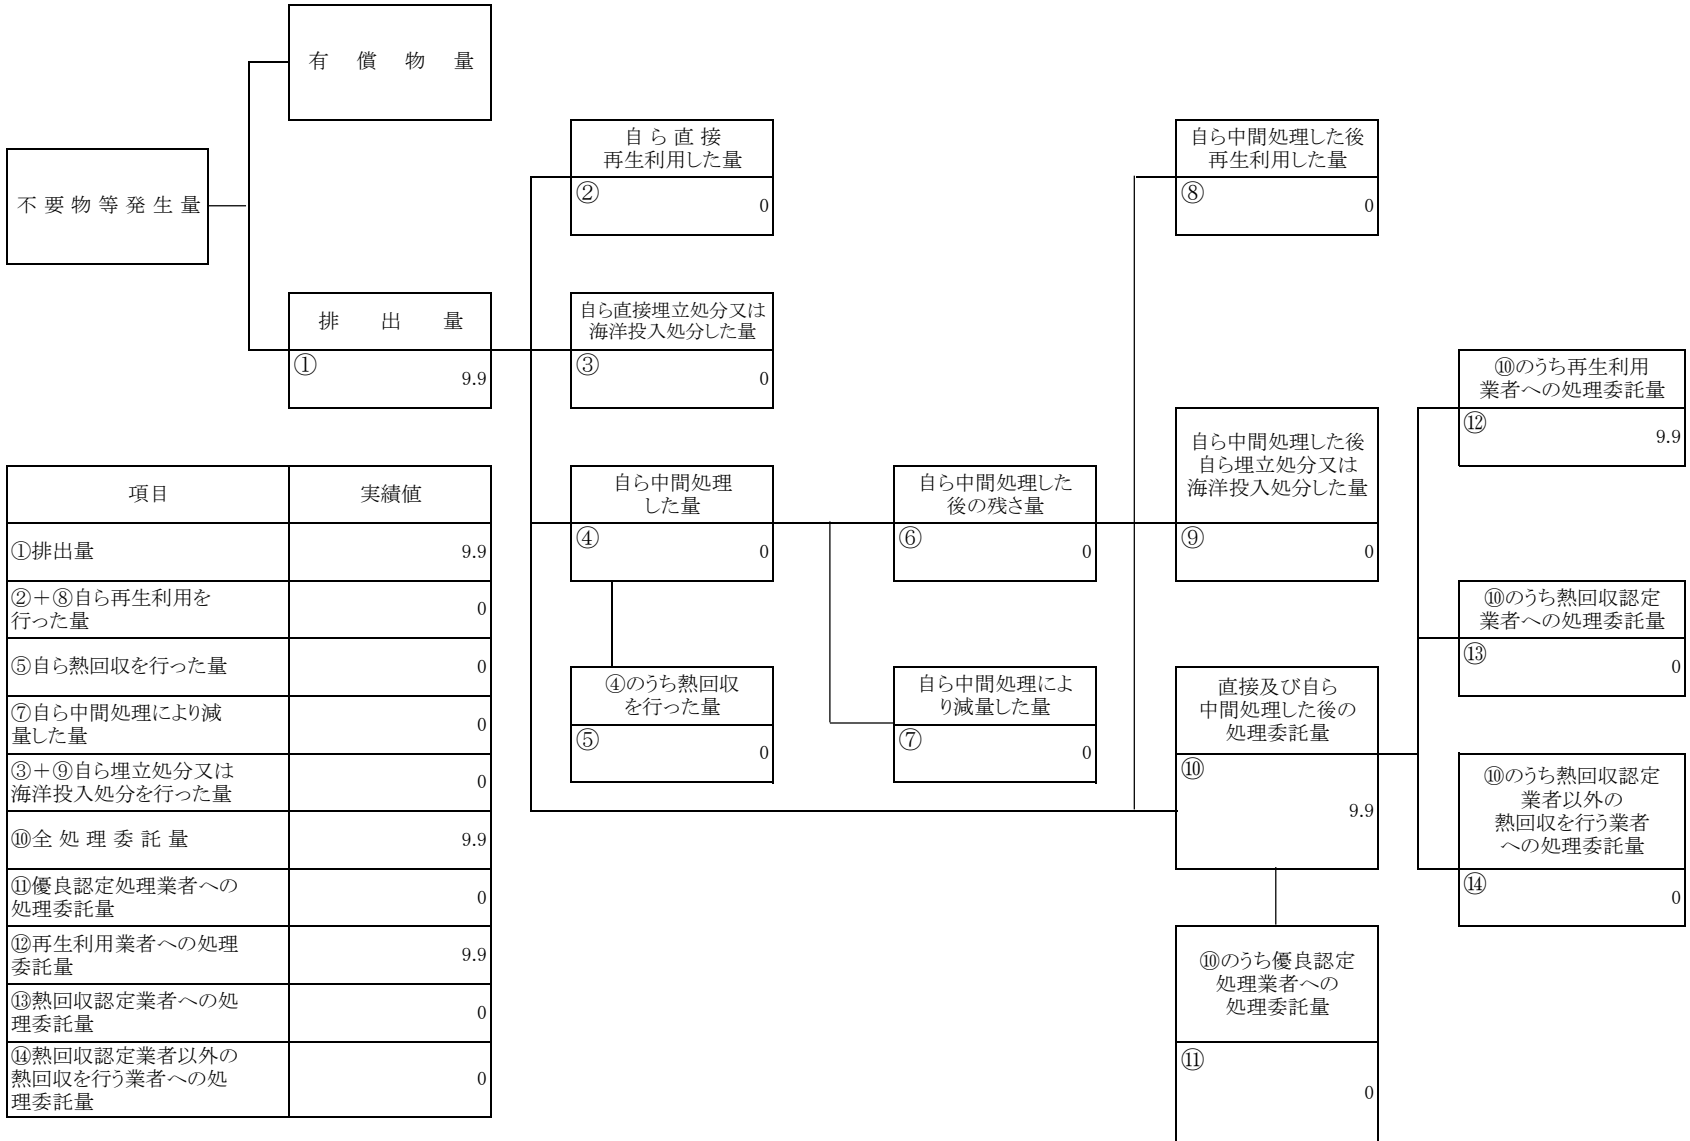 有償物量
不要物等発生量
排出量
①
9.9
自ら直接
再生利用した量
②
0
自ら直接埋立処分又は
海洋投入処分した量
③
0
自ら中間処理
した量
④
0
④のうち熱回収
を行った量
⑤
0
自ら中間処理した
後の残さ量
⑥
0
自ら中間処理によ
り減量した量
⑦
0
自ら中間処理した後
再生利用した量
⑧
0
自ら中間処理した後
自ら埋立処分又は
海洋投入処分した量
⑨
0
直接及び自ら
中間処理した後の
処理委託量
⑩
9.9
⑩のうち優良認定
処理業者への
処理委託量
⑪
0
⑩のうち再生利用
業者への処理委託量
⑫
9.9
⑩のうち熱回収認定
業者への処理委託量
⑬
0
⑩のうち熱回収認定
業者以外の
熱回収を行う業者
への処理委託量
⑭
0
項目 実績値
①排出量 9.9
②＋⑧自ら再生利用を
行った量 0
⑤自ら熱回収を行った量 0
⑦自ら中間処理により減
量した量 0
③＋⑨自ら埋立処分又は
海洋投入処分を行った量 0
⑩全処理委託量 9.9
⑪優良認定処理業者への
処理委託量 0
⑫再生利用業者への処理
委託量 9.9
⑬熱回収認定業者への処
理委託量 0
⑭熱回収認定業者以外の
熱回収を行う業者への処
理委託量 0